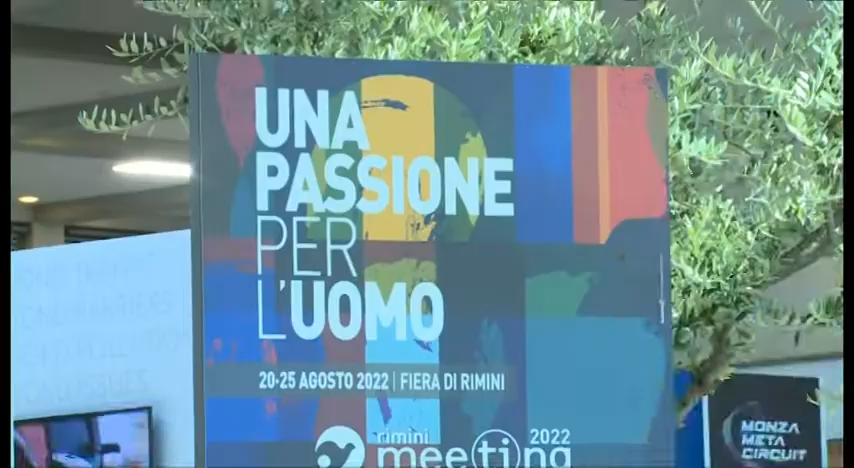 UNA
PASSIONE
PER
L'UOMO
20-25 AGOSTO 2022 | FIERA DI RIMINI
rimini
meeting
2022
MONZA
META
CIRCUIT